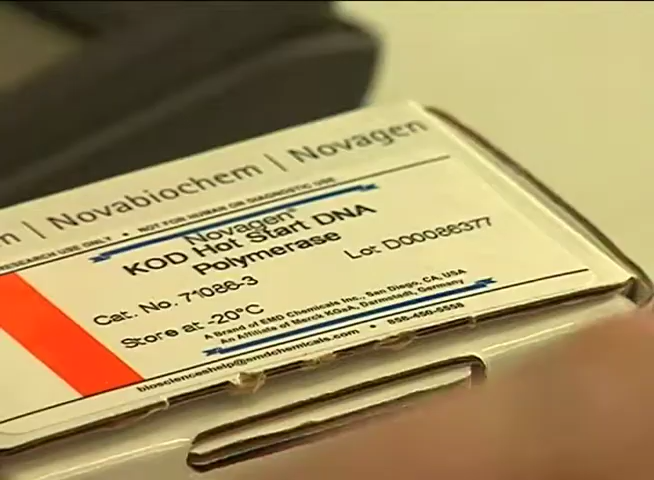 m | Novabiochem | Novagen
RESEARCH USE ONLY • NOT FOR HUMAN OR DIAGNOSTIC USE
Novagen®
KOD Hot Start DNA
Polymerase
Lot D00086377
Cat. No. 71086-3
Store at -20°C
A Brand of EMD Chemicals Inc., San Diego, CA, USA
An Affiliate of Merck KGaA, Darmstadt, Germany
bioscienceshelp@emdchemicals.com • 858-450-5558